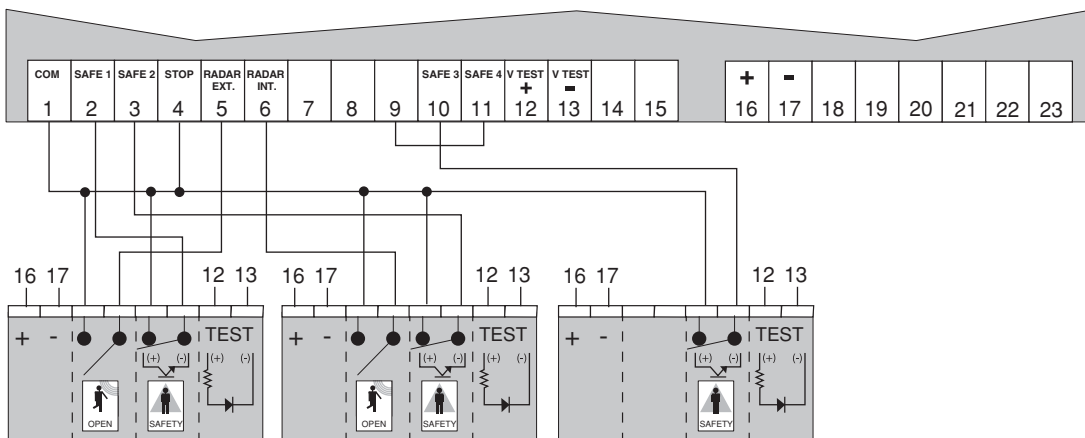 COM SAFE 1 SAFE 2 STOP RADAR EXT. RADAR INT. SAFE 3 SAFE 4 V TEST + V TEST - + -
1 2 3 4 5 6 7 8 9 10 11 12 13 14 15 16 17 18 19 20 21 22 23
16 17 12 13 16 17 12 13 16 17 12 13
+ - TEST + - TEST + - TEST
(+) (-) (+) (-) (+) (-) (+) (-) (+) (-) (+) (-)
OPEN SAFETY OPEN SAFETY SAFETY